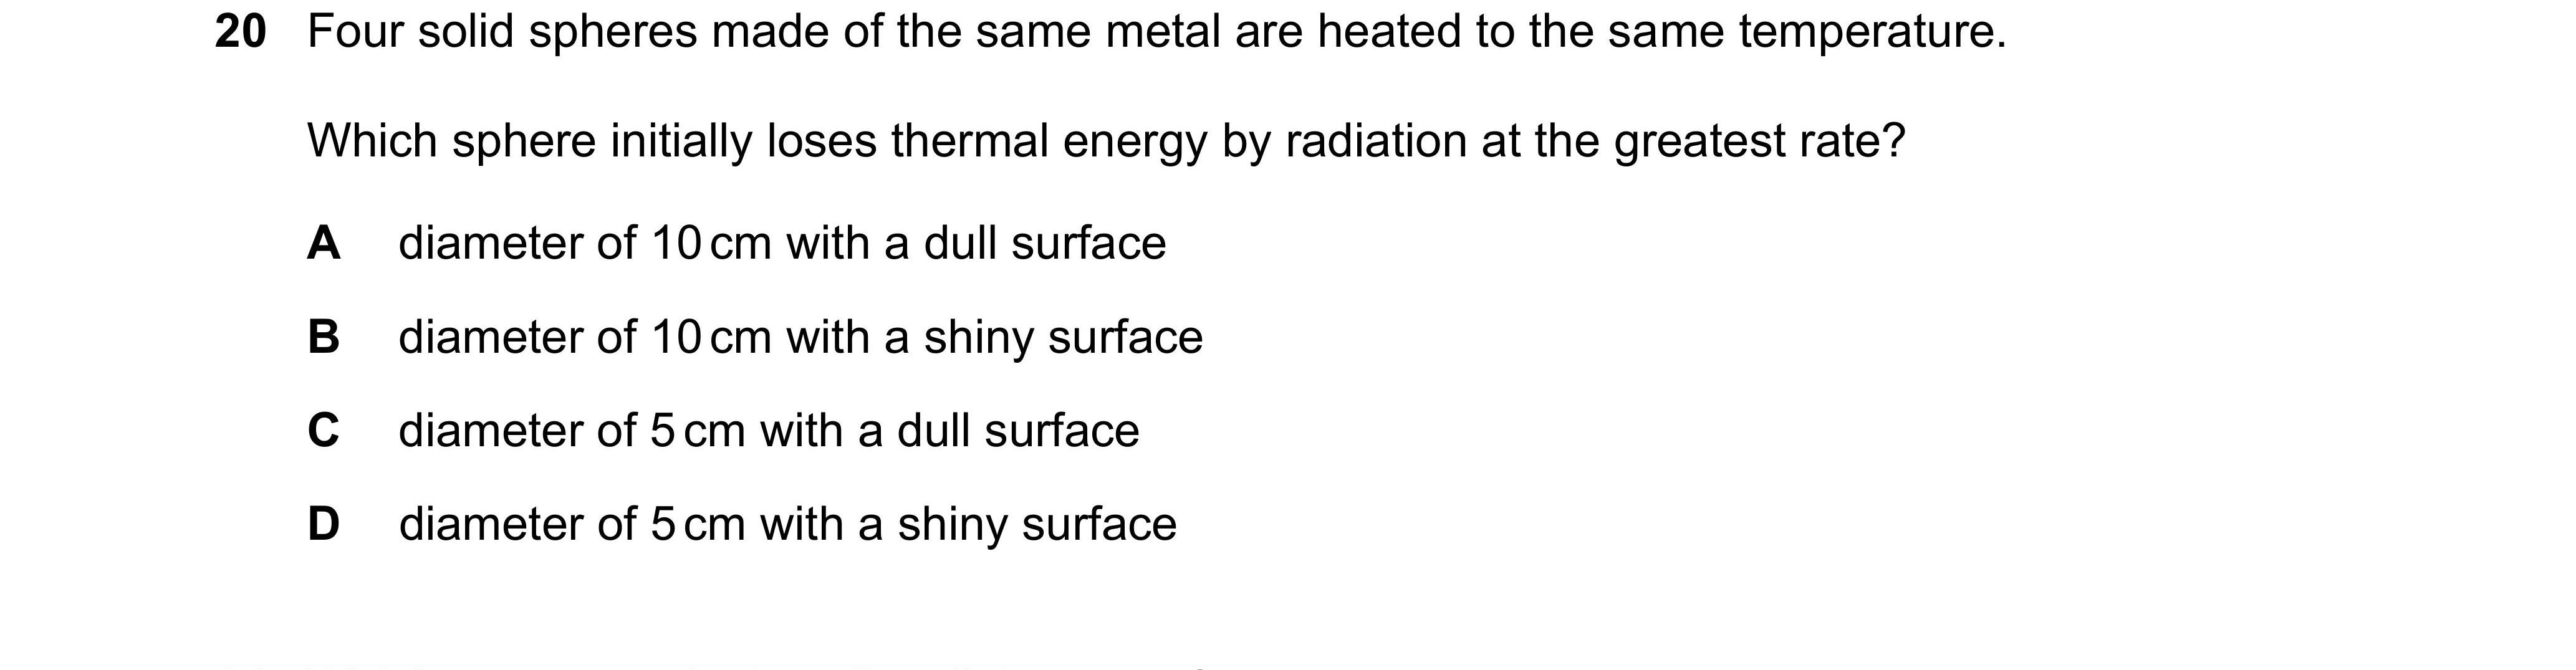 20 Four solid spheres made of the same metal are heated to the same temperature.
Which sphere initially loses thermal energy by radiation at the greatest rate?
A diameter of 10 cm with a dull surface
B diameter of 10 cm with a shiny surface
C diameter of 5 cm with a dull surface
D diameter of 5 cm with a shiny surface